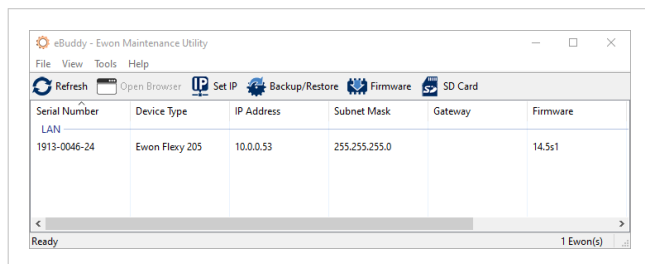 eBuddy - Ewon Maintenance Utility
File View Tools Help
Refresh Open Browser IP Set IP Backup/Restore Firmware SD SD Card
Serial Number Device Type IP Address Subnet Mask Gateway Firmware
LAN
1913-0046-24 Ewon Flexy 205 10.0.0.53 255.255.255.0 14.5s1
Ready 1 Ewon(s)